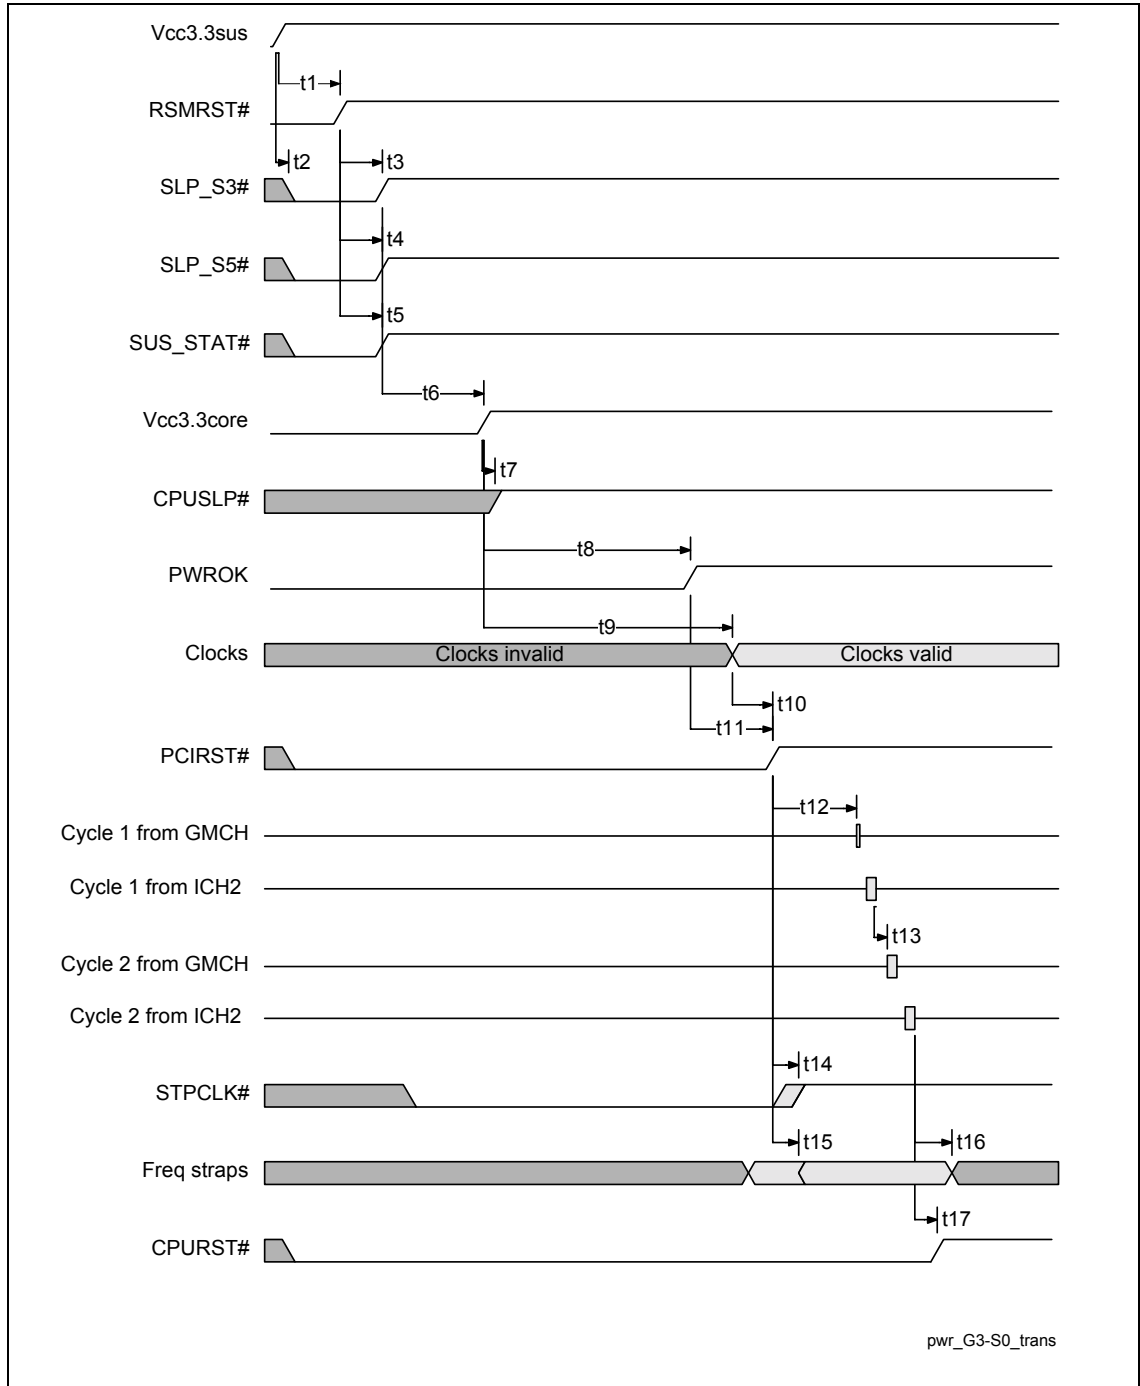 Vcc3.3sus
t1
RSMRST#
t2
t3
SLP_S3#
t4
SLP_S5#
t5
SUS_STAT#
t6
Vcc3.3core
t7
CPUSLP#
t8
PWROK
t9
Clocks
Clocks invalid
Clocks valid
t10
t11
PCIRST#
t12
Cycle 1 from GMCH
Cycle 1 from ICH2
t13
Cycle 2 from GMCH
Cycle 2 from ICH2
t14
STPCLK#
t15
t16
Freq straps
t17
CPURST#
pwr_G3-S0_trans